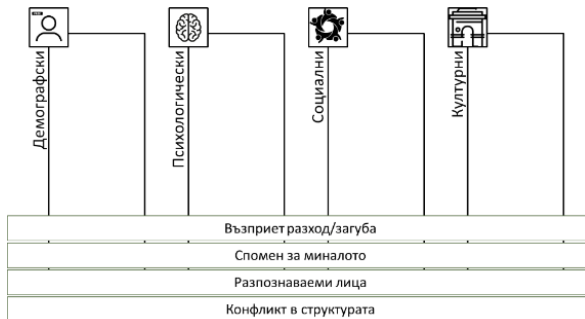 Демографски
Психологически
Социални
Културни
Възприет разход/загуба
Спомен за миналото
Разпознаваеми лица
Конфликт в структурата